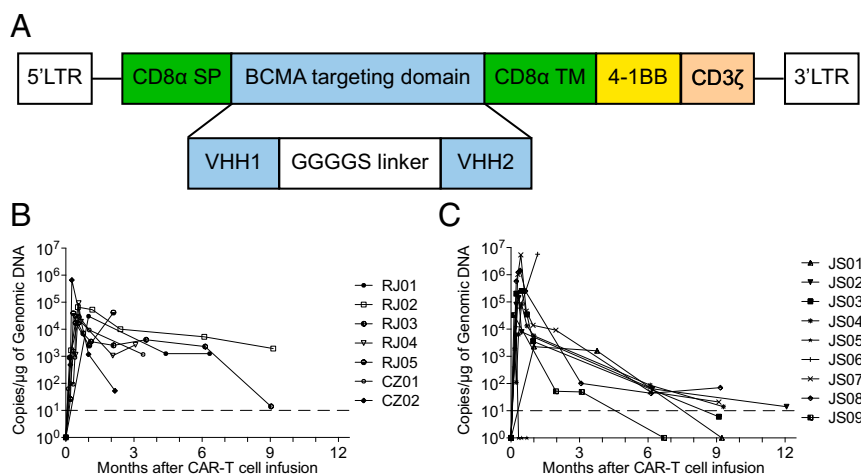 A
5'LTR CD8α SP BCMA targeting domain CD8α TM 4-1BB CD3ζ 3'LTR
VHH1 GGGGS linker VHH2
B
Copies/μg of Genomic DNA
10⁷
10⁶
10⁵
10⁴
10³
10²
10¹
10⁰
0 3 6 9 12
Months after CAR-T cell infusion
RJ01
RJ02
RJ03
RJ04
RJ05
CZ01
CZ02
C
Copies/μg of Genomic DNA
10⁷
10⁶
10⁵
10⁴
10³
10²
10¹
10⁰
0 3 6 9 12
Months after CAR-T cell infusion
JS01
JS02
JS03
JS04
JS05
JS06
JS07
JS08
JS09